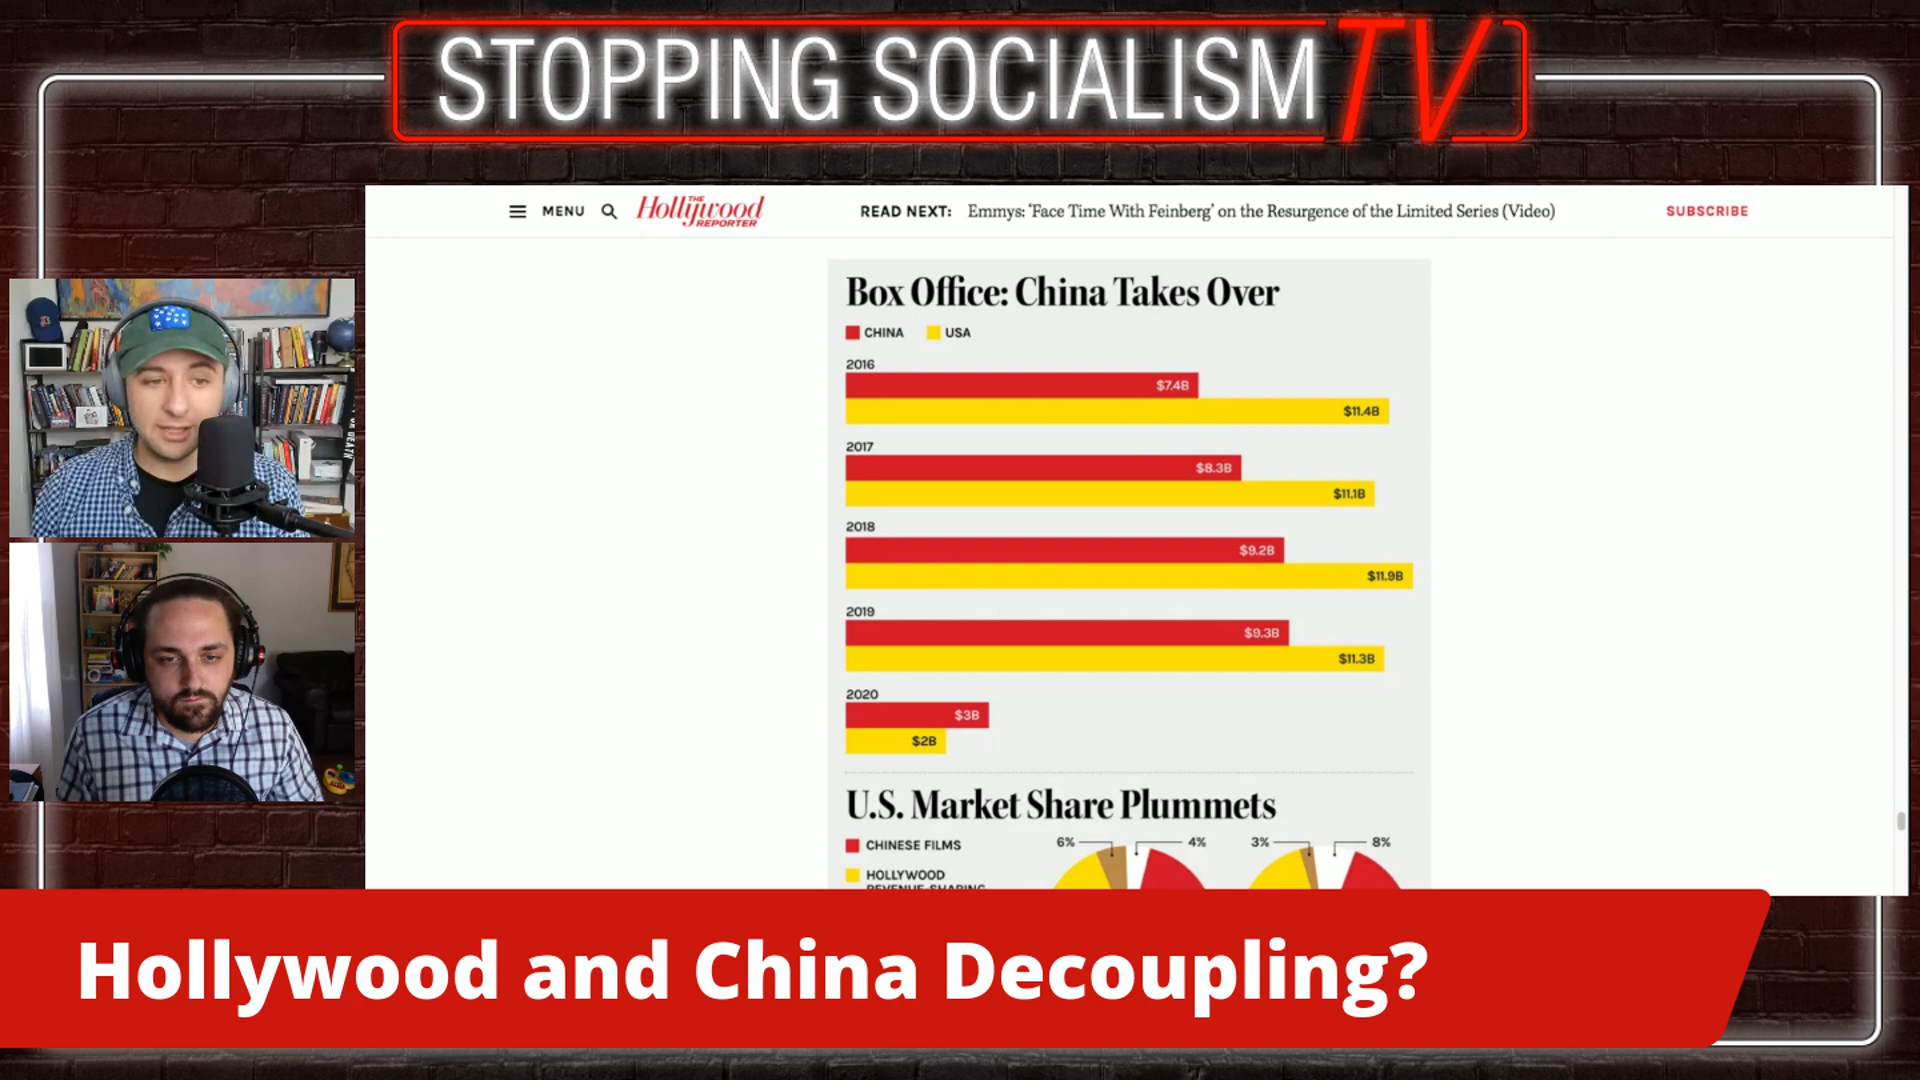 STOPPING SOCIALISM TV
MENU
THE
Hollywood
REPORTER
READ NEXT: Emmys: ‘Face Time With Feinberg’ on the Resurgence of the Limited Series (Video)
SUBSCRIBE
Box Office: China Takes Over
CHINA USA
2016
$7.4B
$11.4B
2017
$8.3B
$11.1B
2018
$9.2B
$11.9B
2019
$9.3B
$11.3B
2020
$3B
$2B
U.S. Market Share Plummets
CHINESE FILMS
6% 4% 3% 8%
HOLLYWOOD
REVENUE-SHARING
Hollywood and China Decoupling?